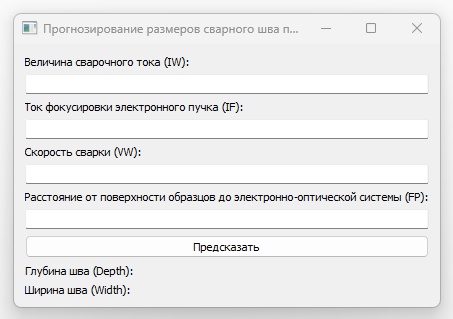 Прогнозирование размеров сварного шва п...
Величина сварочного тока (IW):
Ток фокусировки электронного пучка (IF):
Скорость сварки (VW):
Расстояние от поверхности образцов до электронно-оптической системы (FP):
Предсказать
Глубина шва (Depth):
Ширина шва (Width):